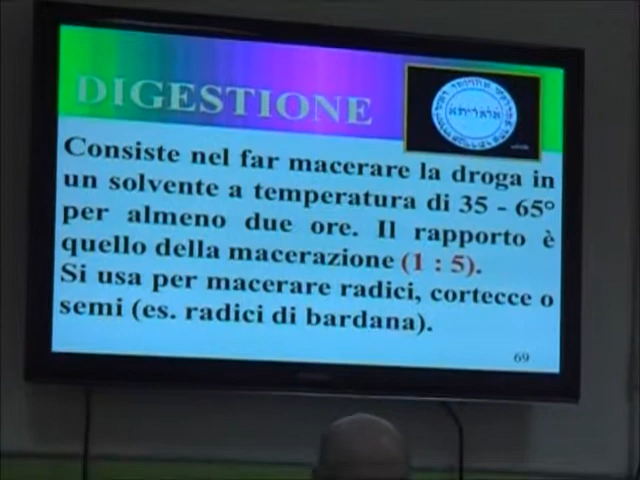 DIGESTIONE
Consiste nel far macerare la droga in
un solvente a temperatura di 35 - 65°
per almeno due ore. Il rapporto è
quello della macerazione (1 : 5).
Si usa per macerare radici, cortecce o
semi (es. radici di bardana).
69